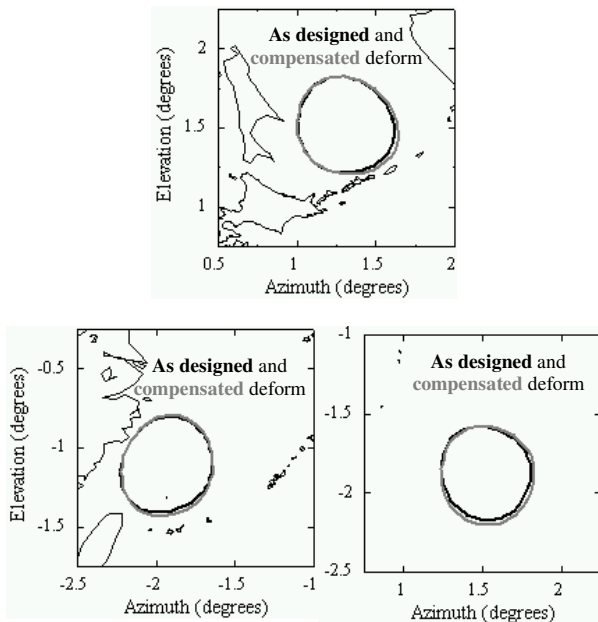 As designed and
compensated deform
Elevation (degrees)
2
1.5
1
0.5
1
1.5
2
Azimuth (degrees)
As designed and
compensated deform
Elevation (degrees)
-0.5
-1
-1.5
-2.5
-2
-1.5
-1
Azimuth (degrees)
As designed and
compensated deform
-1
-1.5
-2
-2.5
1
1.5
2
Azimuth (degrees)